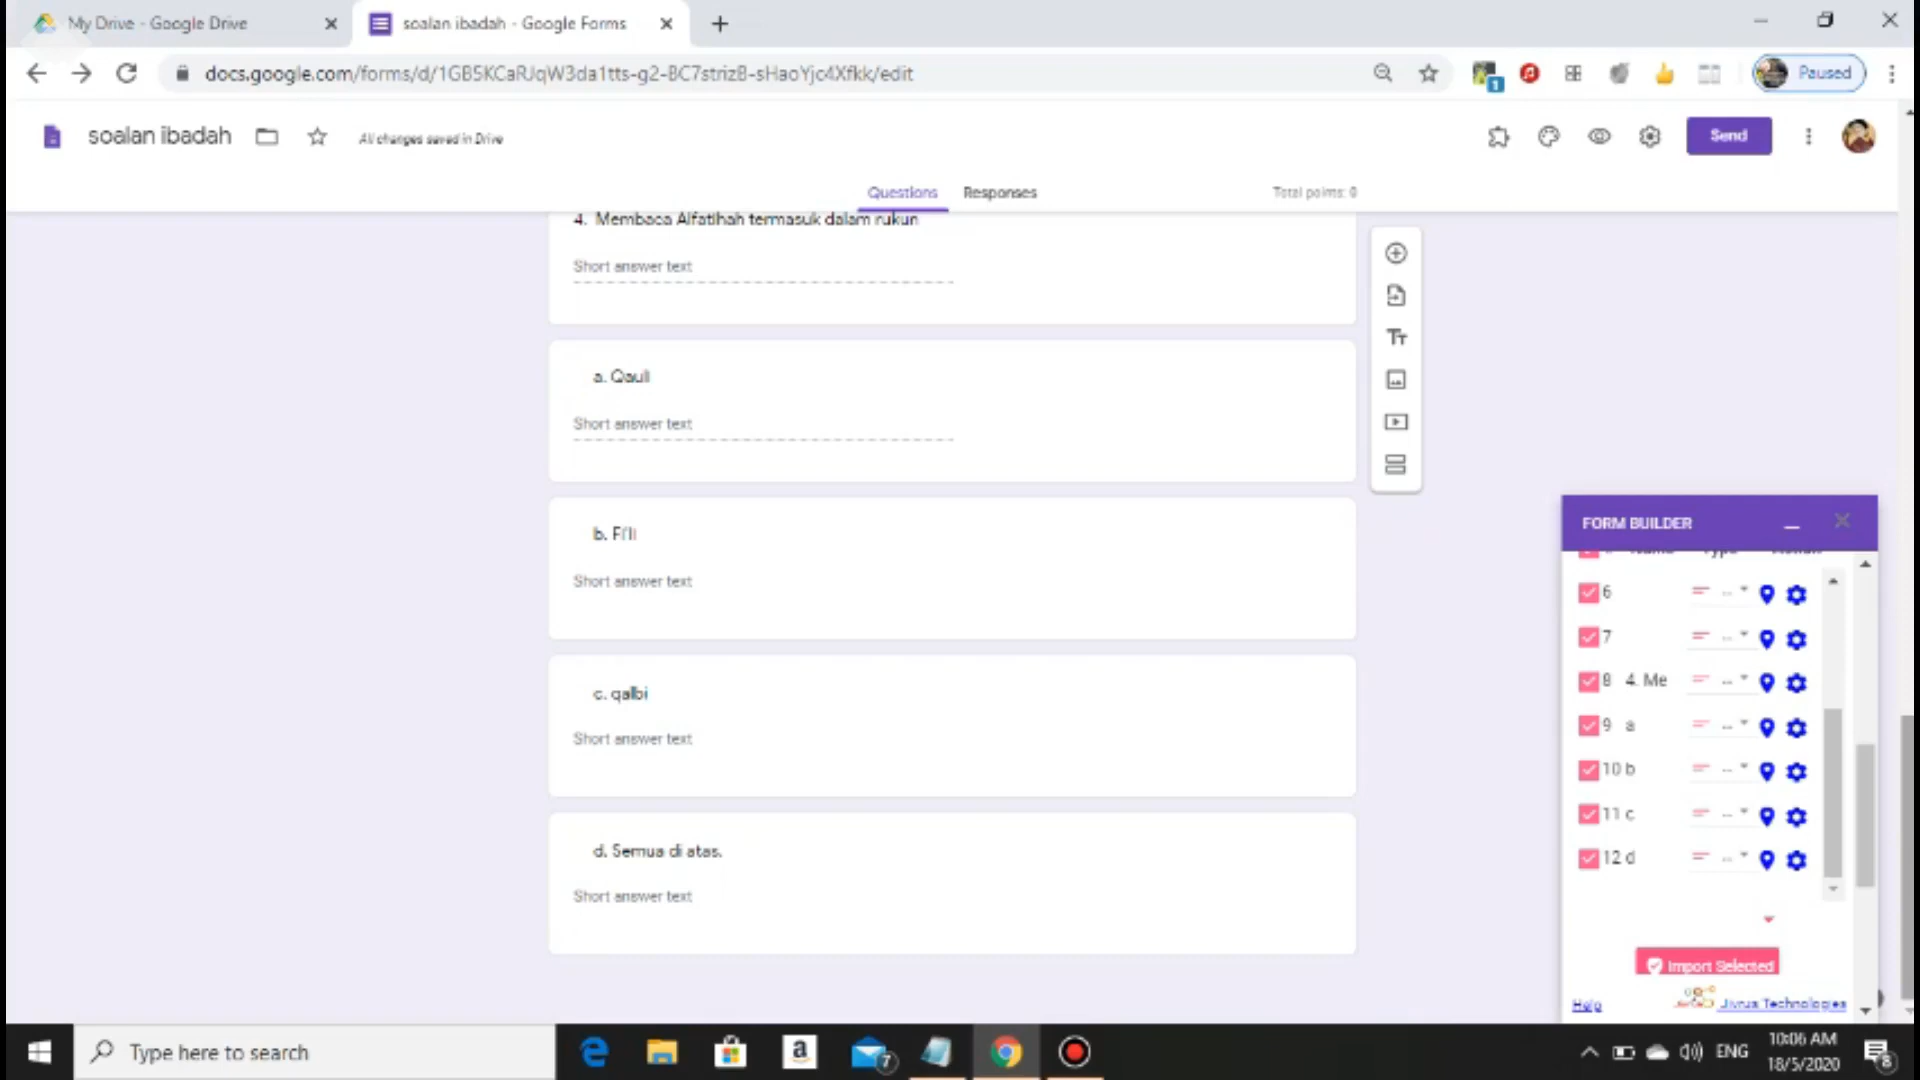 My Drive - Google Drive
soalan ibadah - Google Forms
docs.google.com/forms/d/1GB5KCaRJqW3da1tts-g2-BC7strizB-sHaoYjc4Xfkk/edit
1
Paused
soalan ibadah
All changes saved in Drive
Send
Questions
Responses
Total points: 0
4. Membaca Alfatihah termasuk dalam rukun
Short answer text
a. Qauli
Short answer text
b. Fi'li
Short answer text
c. qalbi
Short answer text
d. Semua di atas.
Short answer text
FORM BUILDER
6
7
8 4. Me
9 a
10 b
11 c
12 d
Import Selected
Help
Jivrus Technologies
Type here to search
7
ENG
10:06 AM
18/5/2020
8